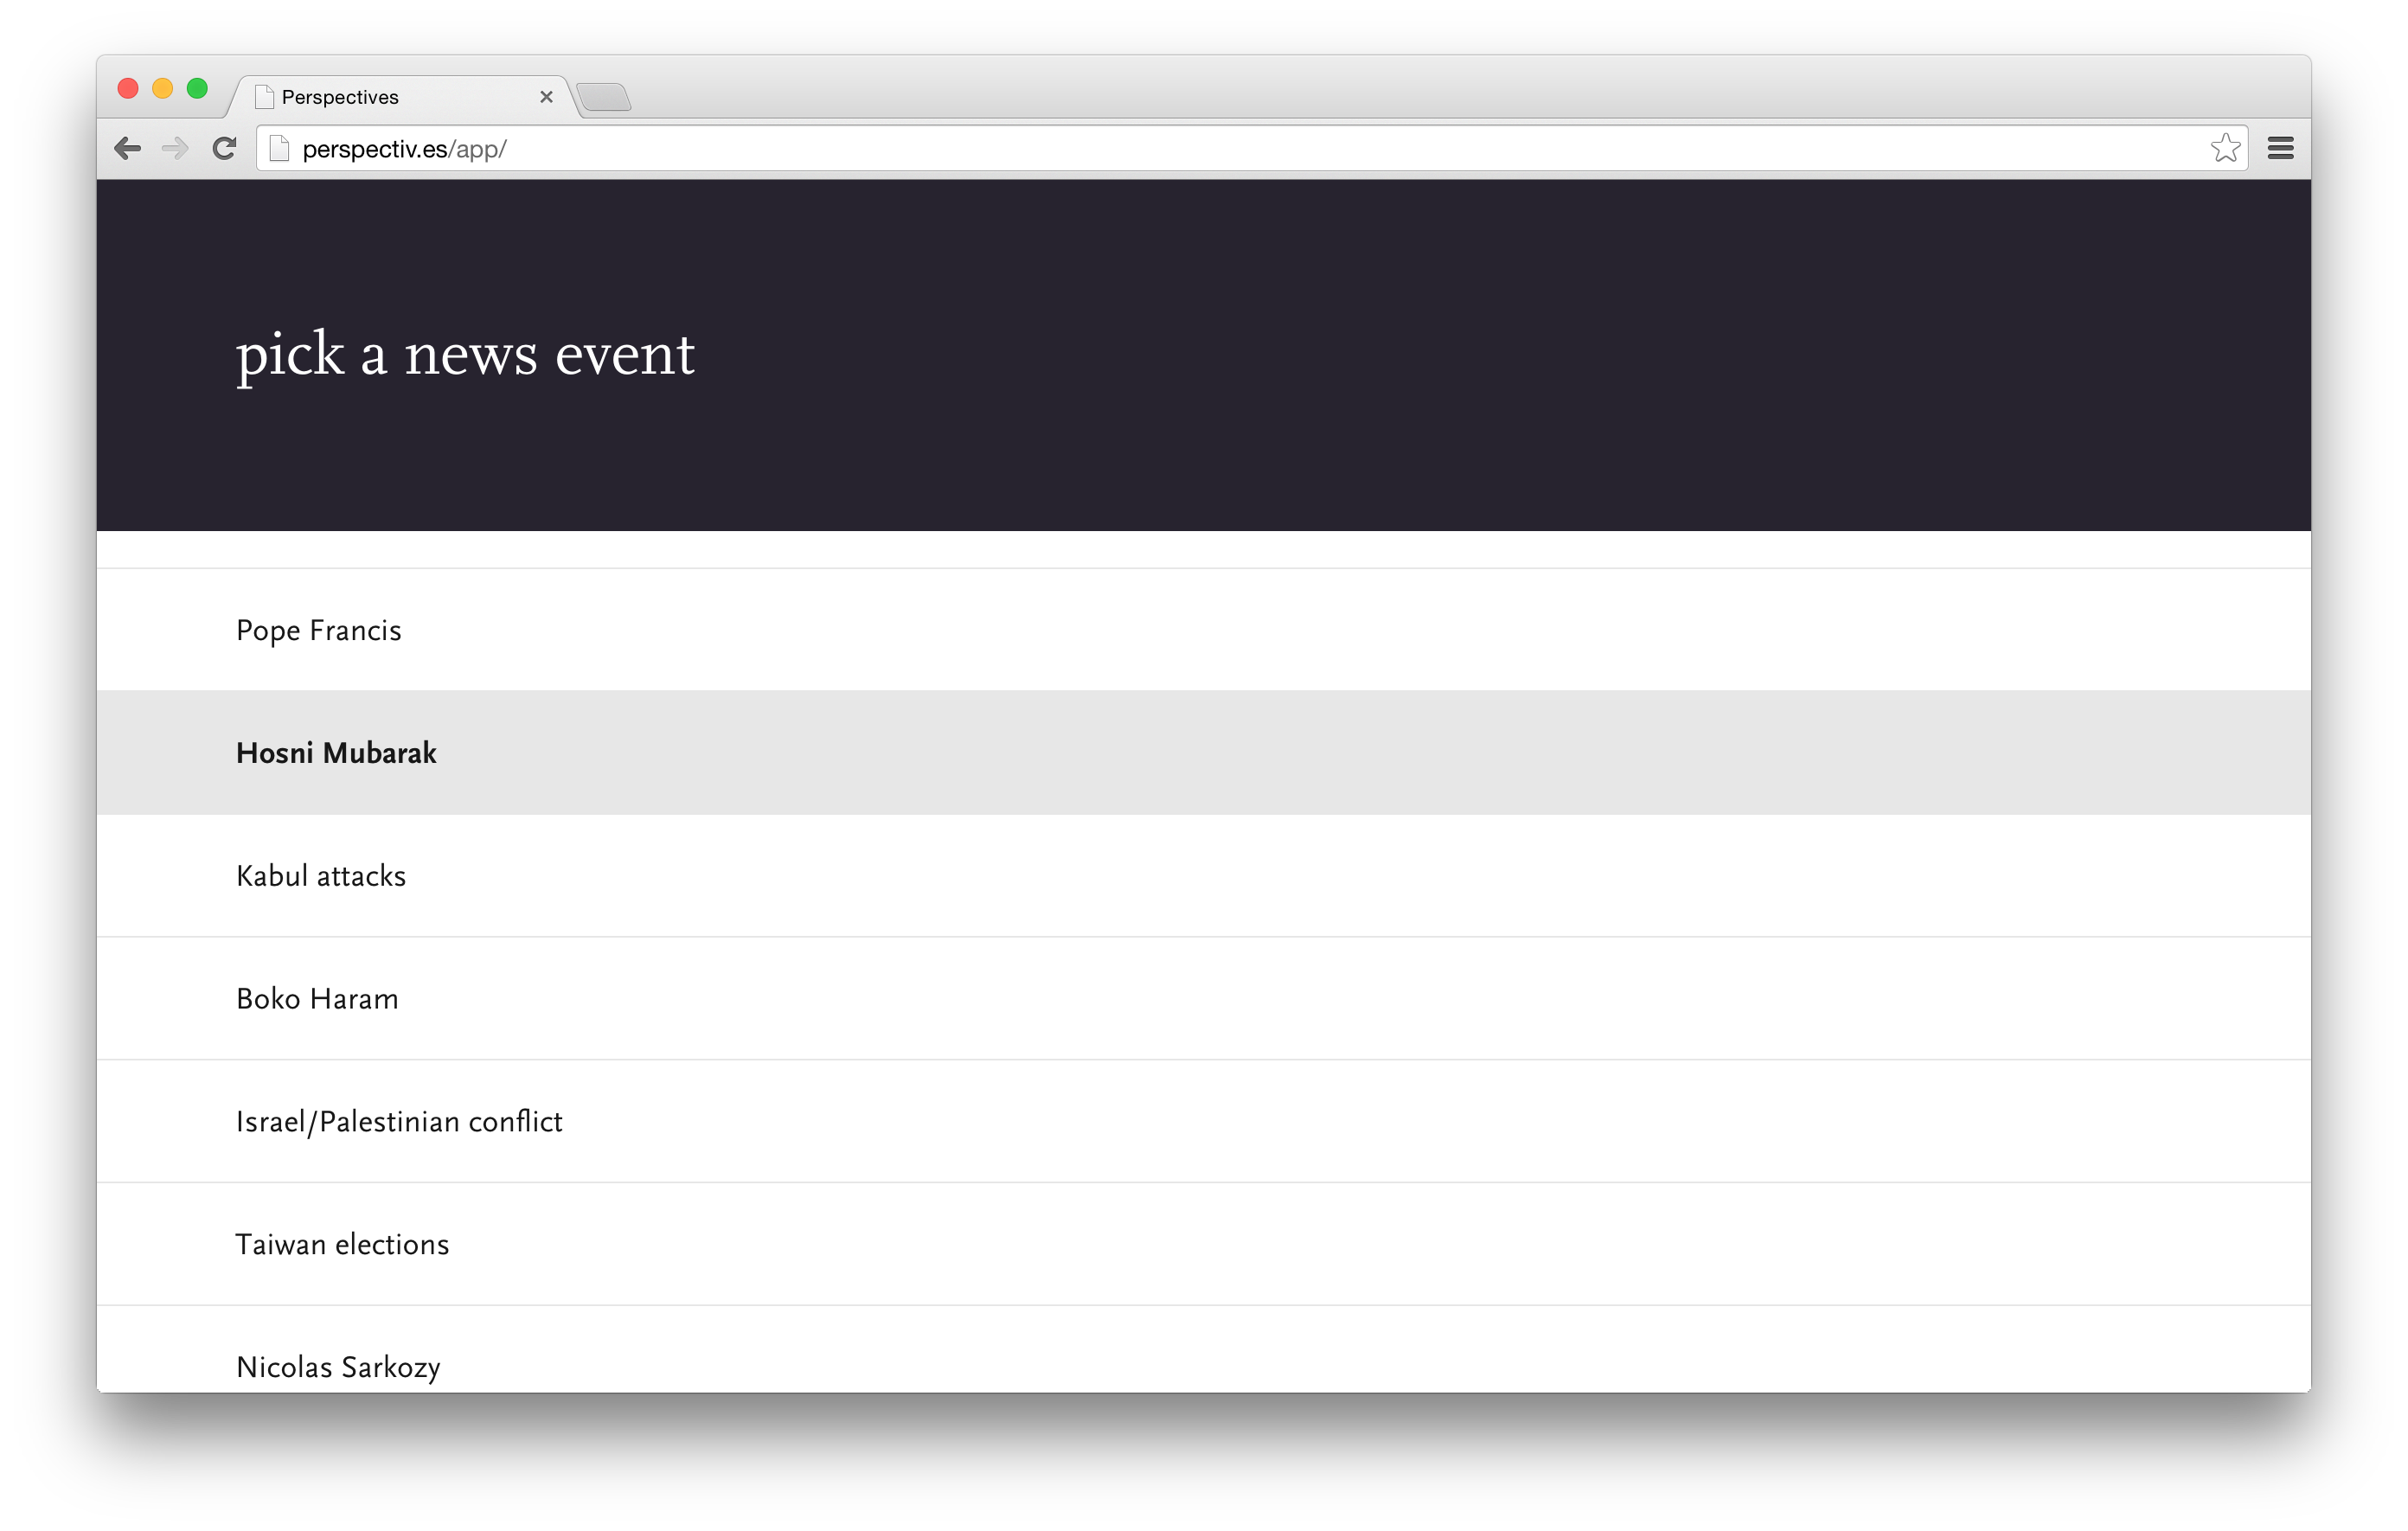 Perspectives
perspectiv.es/app/
pick a news event
Pope Francis
Hosni Mubarak
Kabul attacks
Boko Haram
Israel/Palestinian conflict
Taiwan elections
Nicolas Sarkozy